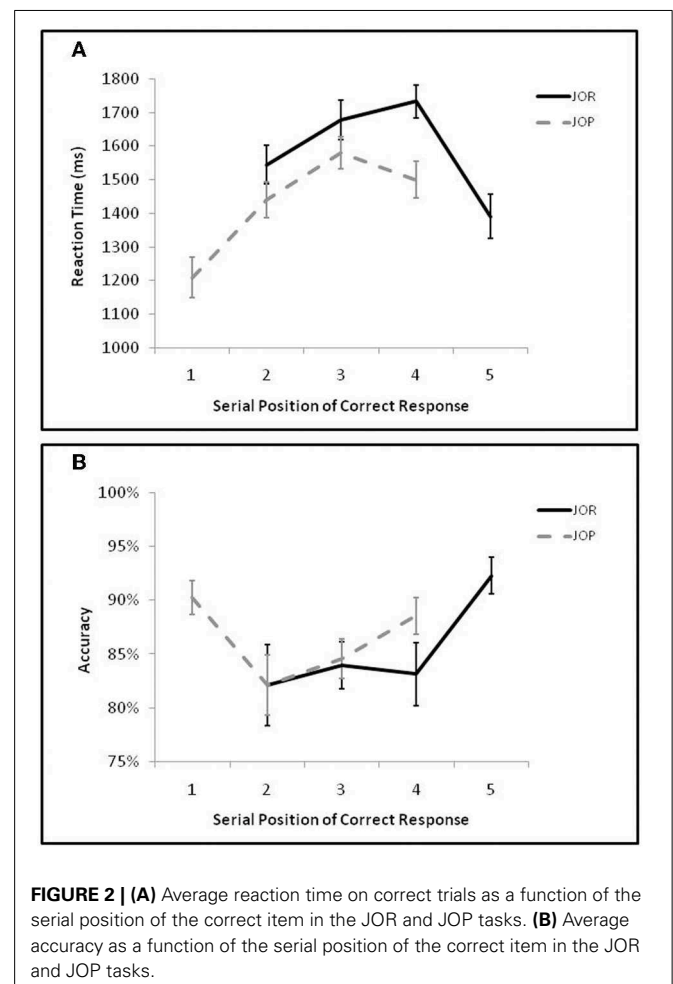 A
1800
1700
1600
1500
1400
1300
1200
1100
1000
Reaction Time (ms)
JOR
JOP
1 2 3 4 5
Serial Position of Correct Response
B
100%
95%
90%
85%
80%
75%
Accuracy
JOR
JOP
1 2 3 4 5
Serial Position of Correct Response
FIGURE 2 | (A) Average reaction time on correct trials as a function of the
serial position of the correct item in the JOR and JOP tasks. (B) Average
accuracy as a function of the serial position of the correct item in the JOR
and JOP tasks.